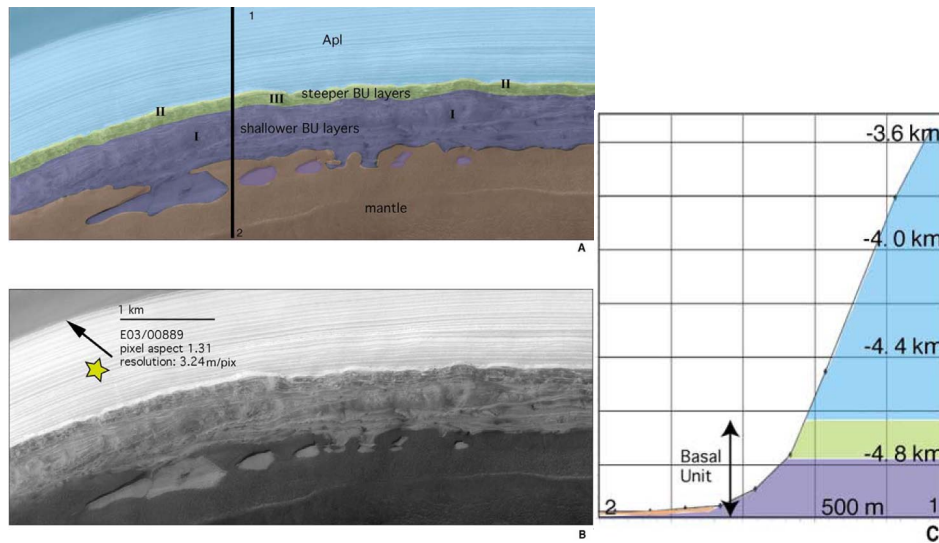 1
Apl
II
steeper BU layers
III
II
I
shallower BU layers
I
mantle
2
A
1 km
E03/00889
pixel aspect 1.31
resolution: 3.24m/pix
B
-3.6 km
-4.0 km
-4.4 km
Basal
Unit
-4.8 km
2
500 m
1
C